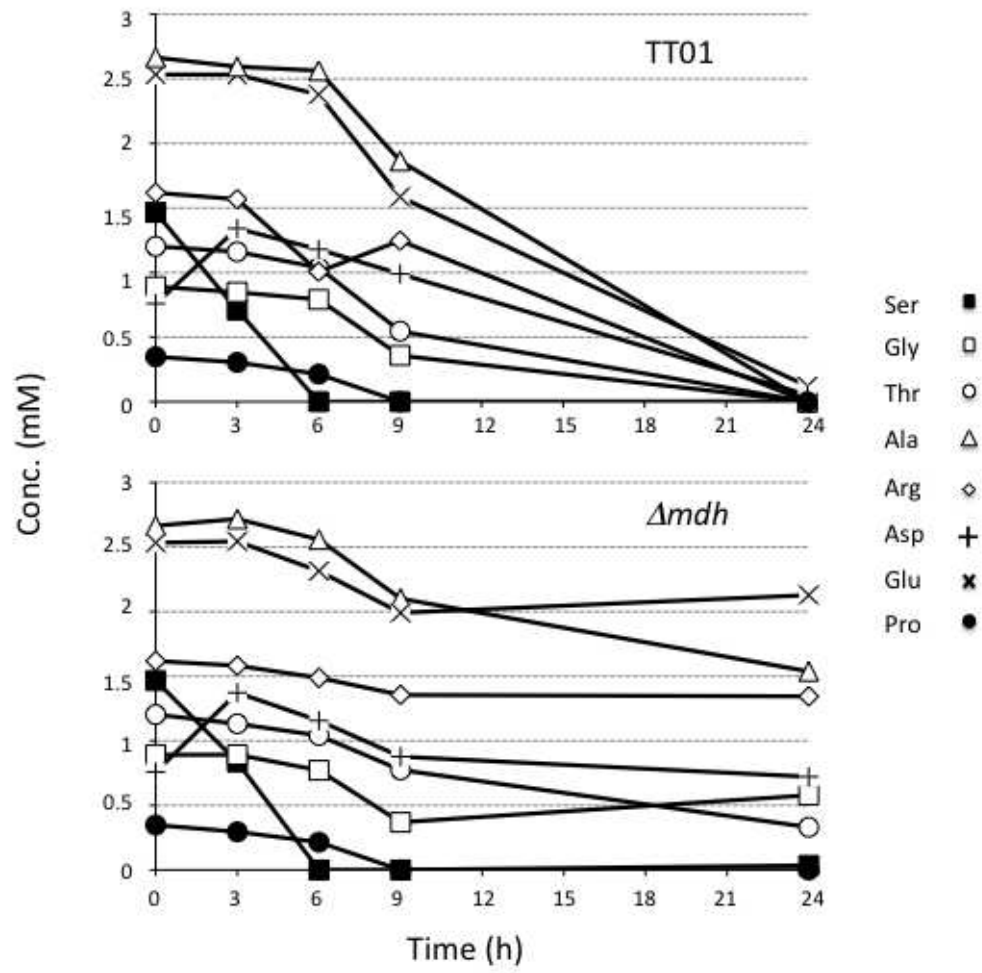 3
TT01
2.5
2
1.5
1
0.5
0
0 3 6 9 12 15 18 21 24
Conc. (mM)
3
Δmdh
2.5
2
1.5
1
0.5
0
0 3 6 9 12 15 18 21 24
Time (h)
Ser
Gly
Thr
Ala
Arg
Asp
Glu
Pro